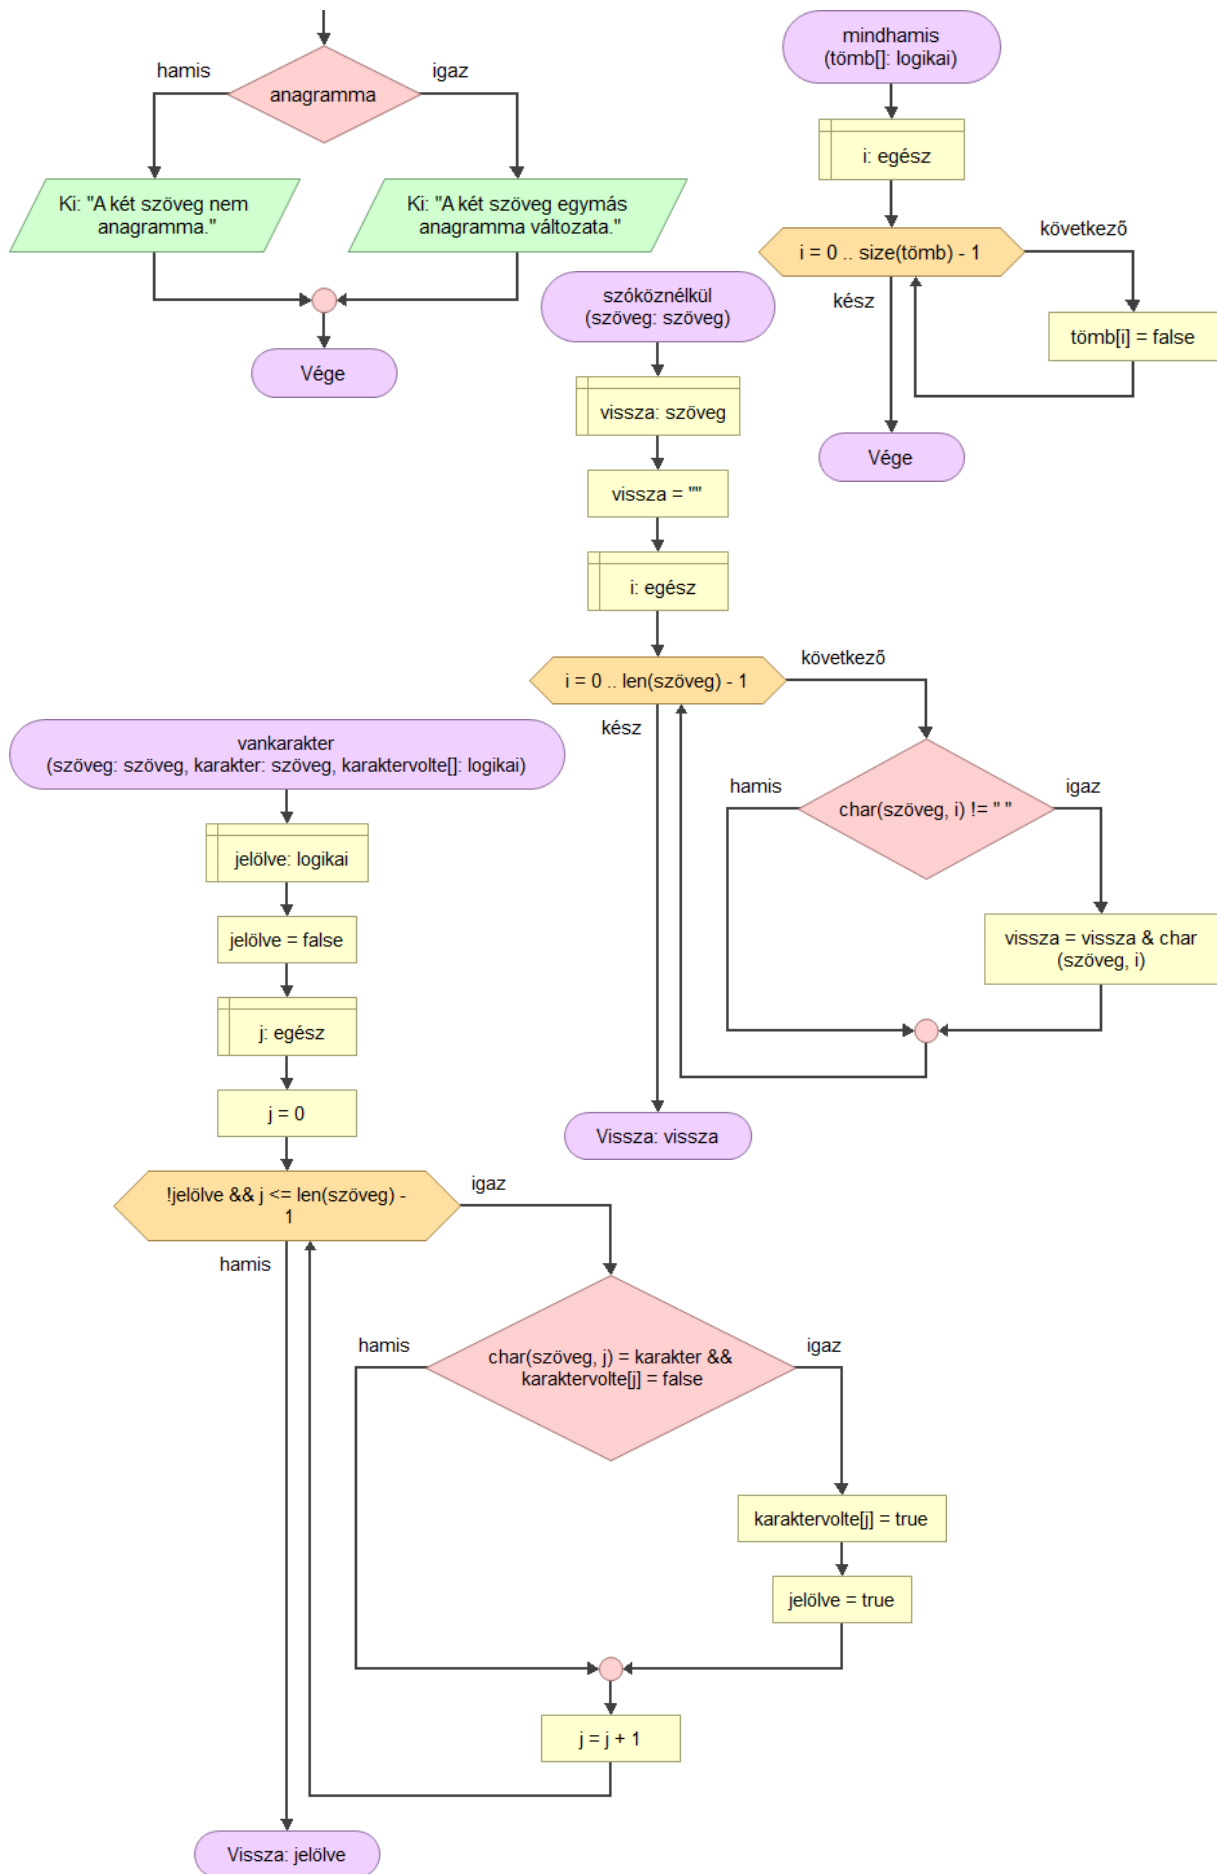 hamis
igaz
anagramma
Ki: "A két szöveg nem
anagramma."
Ki: "A két szöveg egymás
anagramma változata."
Vége
mindhamis
(tömb[]: logikai)
i: egész
i = 0 .. size(tömb) - 1
következő
kész
tömb[i] = false
Vége
szóköznélkül
(szöveg: szöveg)
vissza: szöveg
vissza = ""
i: egész
i = 0 .. len(szöveg) - 1
következő
kész
hamis
igaz
char(szöveg, i) != " "
vissza = vissza & char
(szöveg, i)
Vissza: vissza
vankarakter
(szöveg: szöveg, karakter: szöveg, karaktervolte[]: logikai)
jelölve: logikai
jelölve = false
j: egész
j = 0
!jelölve && j <= len(szöveg) -
1
igaz
hamis
hamis
igaz
char(szöveg, j) = karakter &&
karaktervolte[j] = false
karaktervolte[j] = true
jelölve = true
j = j + 1
Vissza: jelölve